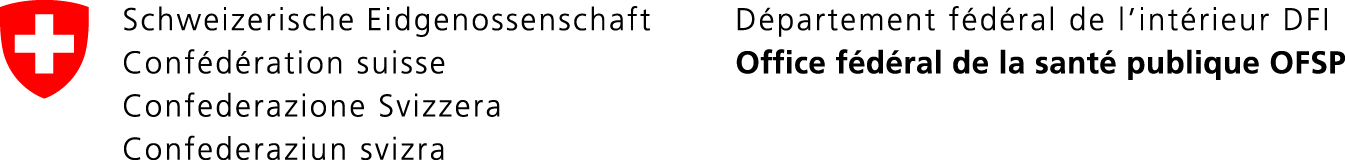 Schweizerische Eidgenossenschaft
Confédération suisse
Confederazione Svizzera
Confederaziun svizra
Département fédéral de l’intérieur DFI
Office fédéral de la santé publique OFSP